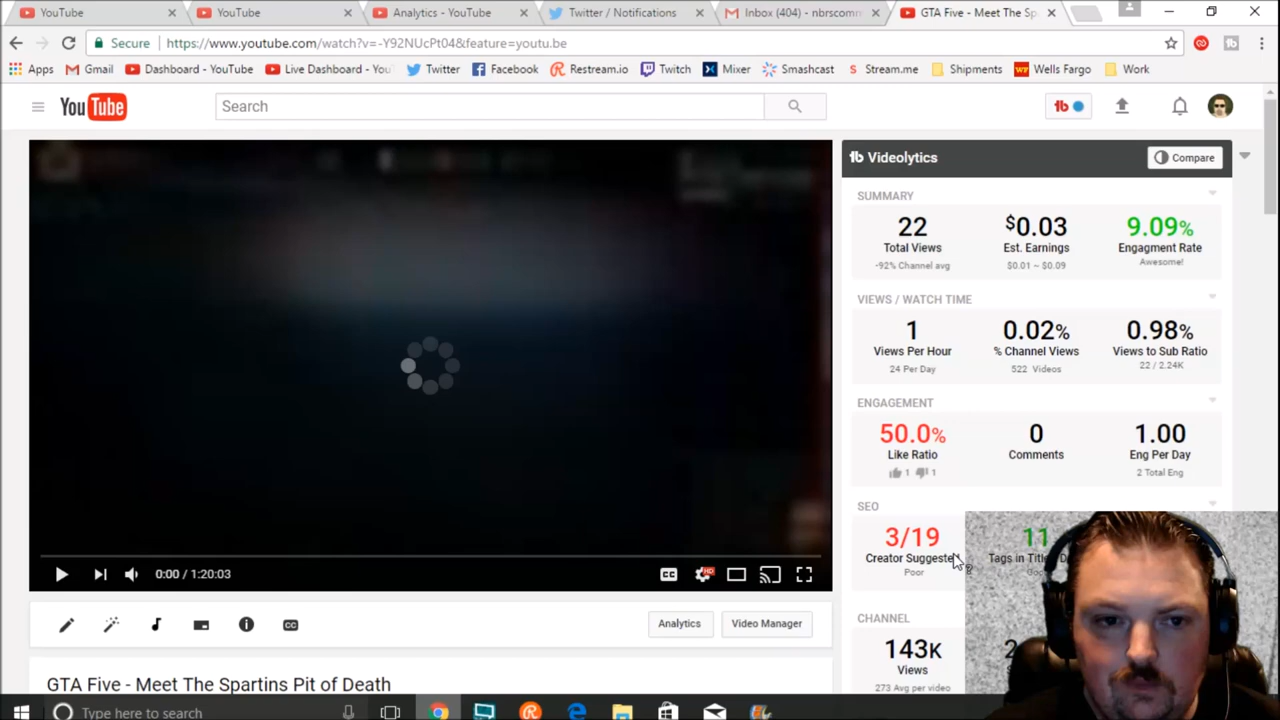 YouTube
YouTube
Analytics - YouTube
Twitter / Notifications
Inbox (404) - nbrscomm
GTA Five - Meet The Sp
Secure
https://www.youtube.com/watch?v=-Y92NUcPt04&feature=youtu.be
Apps
Gmail
Dashboard - YouTube
Live Dashboard - You
Twitter
Facebook
Restream.io
Twitch
Mixer
Smashcast
Stream.me
Shipments
Wells Fargo
Work
YouTube
Search
tb
tb Videolytics
Compare
SUMMARY
22 $0.03 9.09%
Total Views Est. Earnings Engagment Rate
-92% Channel avg $0.01 ~ $0.09 Awesome!
VIEWS / WATCH TIME
1 0.02% 0.98%
Views Per Hour % Channel Views Views to Sub Ratio
24 Per Day 522 Videos 22 / 2.24K
ENGAGEMENT
50.0% 0 1.00
Like Ratio Comments Eng Per Day
1 1 2 Total Eng
SEO
3/19 11
Creator Suggested Tags in Title
Poor
0:00 / 1:20:03
CC
HD
Analytics
Video Manager
CHANNEL
143K
Views
273 Avg per video
GTA Five - Meet The Spartins Pit of Death
Type here to search